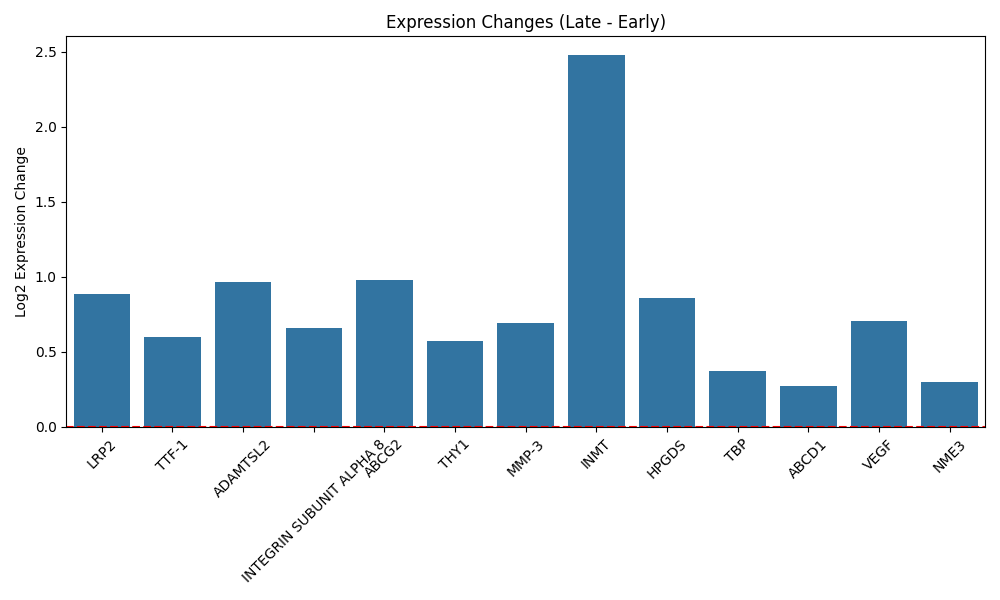 Expression Changes (Late - Early)
Log2 Expression Change
2.5
2.0
1.5
1.0
0.5
0.0
LRP2
TTF-1
ADAMTSL2
INTEGRIN SUBUNIT ALPHA 8
ABCG2
THY1
MMP-3
INMT
HPGDS
TBP
ABCD1
VEGF
NME3